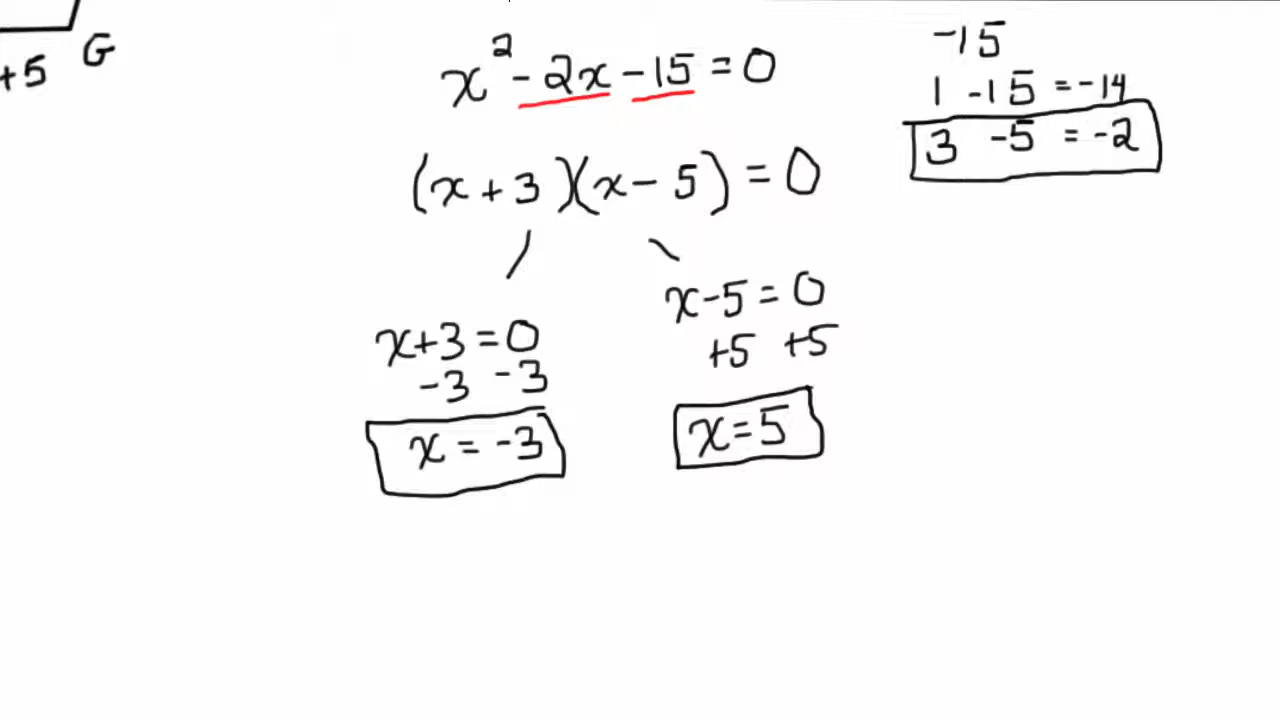 +5 G
x² - 2x - 15 = 0
(x + 3)(x - 5) = 0
x+3 = 0
-3 -3
x = -3
x-5 = 0
+5 +5
x = 5
-15
1 -15 = -14
3 -5 = -2